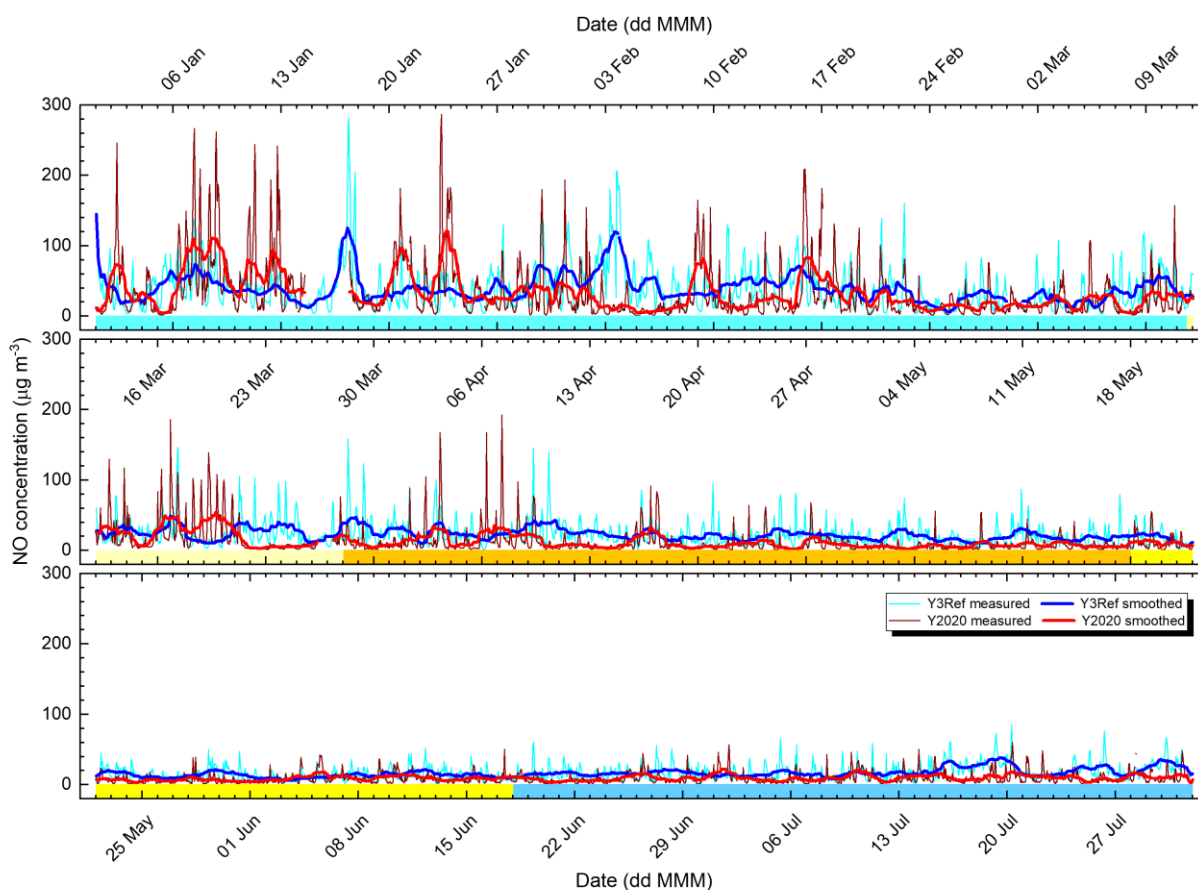 Date (dd MMM)
06 Jan 13 Jan 20 Jan 27 Jan 03 Feb 10 Feb 17 Feb 24 Feb 02 Mar 09 Mar
300
200
100
0
300
16 Mar 23 Mar 30 Mar 06 Apr 13 Apr 20 Apr 27 Apr 04 May 11 May 18 May
200
100
0
NO concentration (µg m-3)
300
Y3Ref measured Y3Ref smoothed
Y2020 measured Y2020 smoothed
200
100
0
25 May 01 Jun 08 Jun 15 Jun 22 Jun 29 Jun 06 Jul 13 Jul 20 Jul 27 Jul
Date (dd MMM)